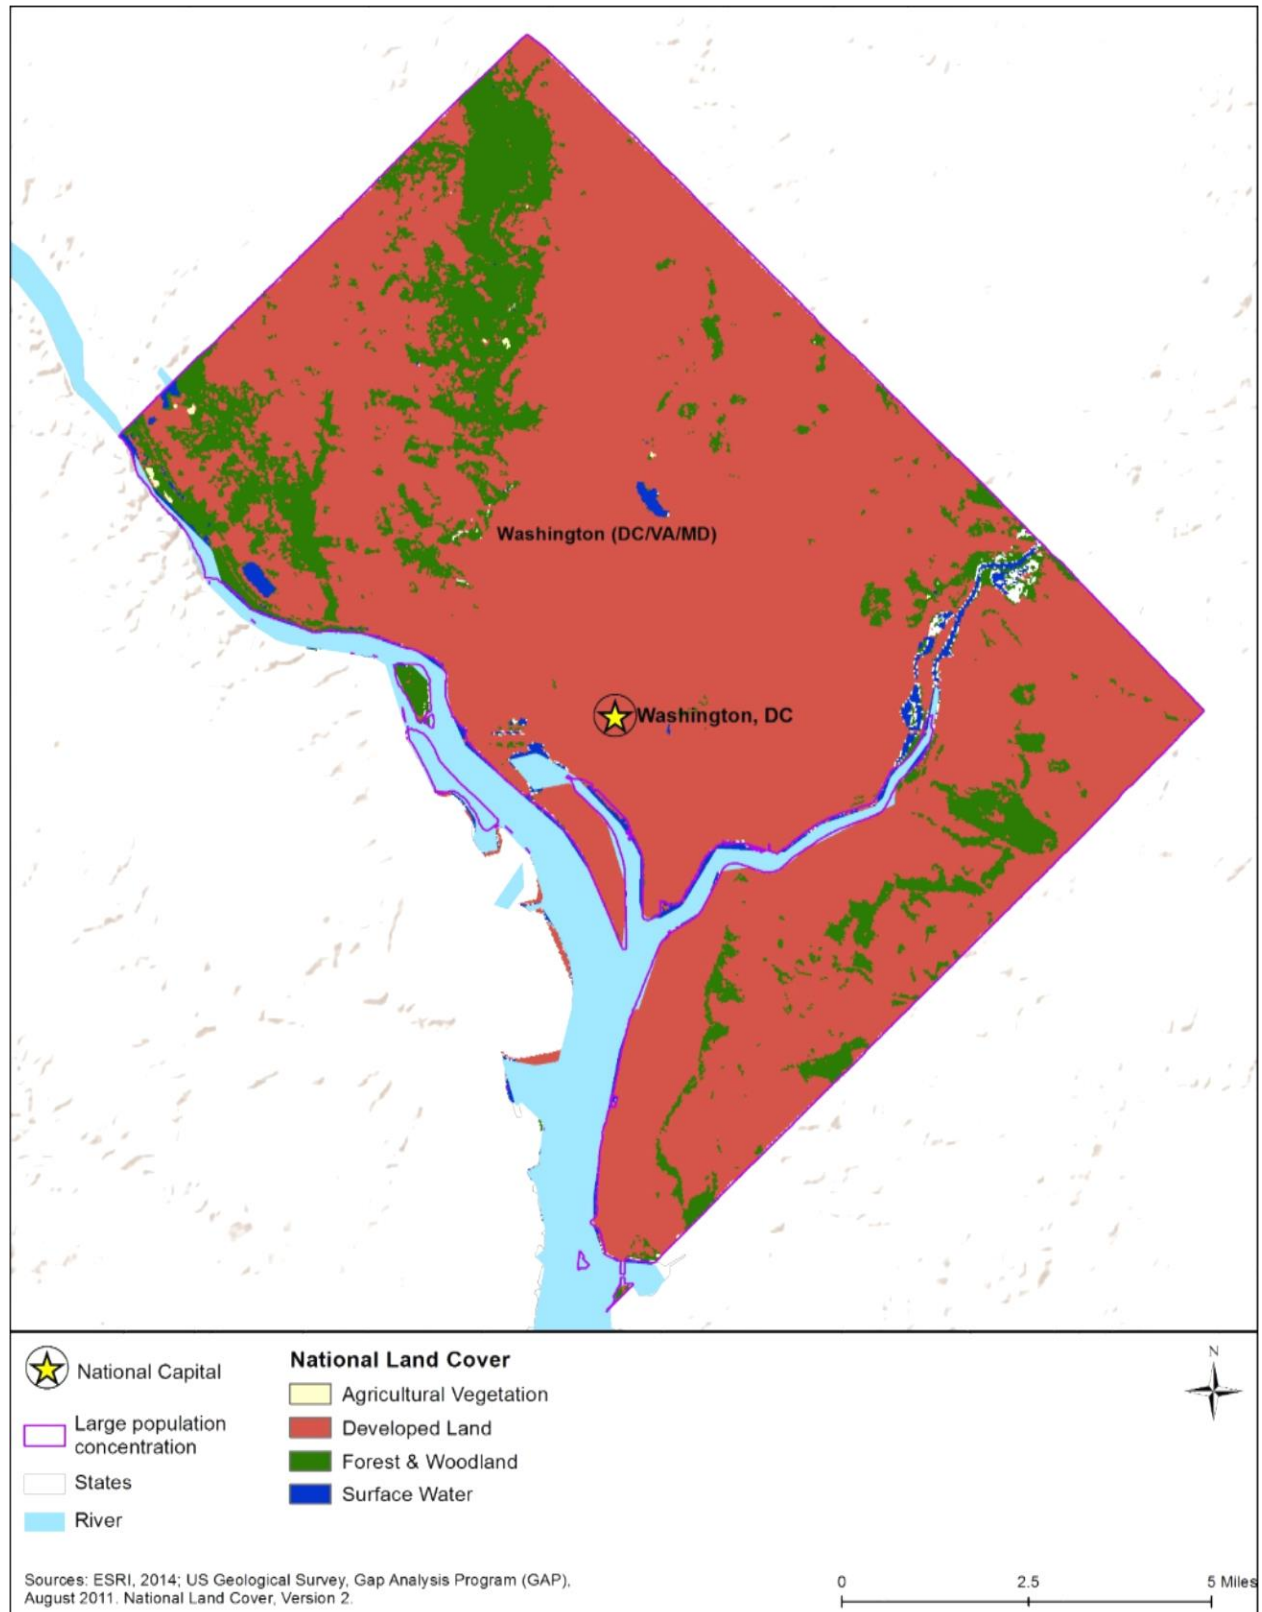 Washington (DC/VA/MD)
Washington, DC
National Capital
Large population
concentration
States
River
National Land Cover
Agricultural Vegetation
Developed Land
Forest & Woodland
Surface Water
N
Sources: ESRI, 2014; US Geological Survey, Gap Analysis Program (GAP),
August 2011. National Land Cover, Version 2.
0 2.5 5 Miles